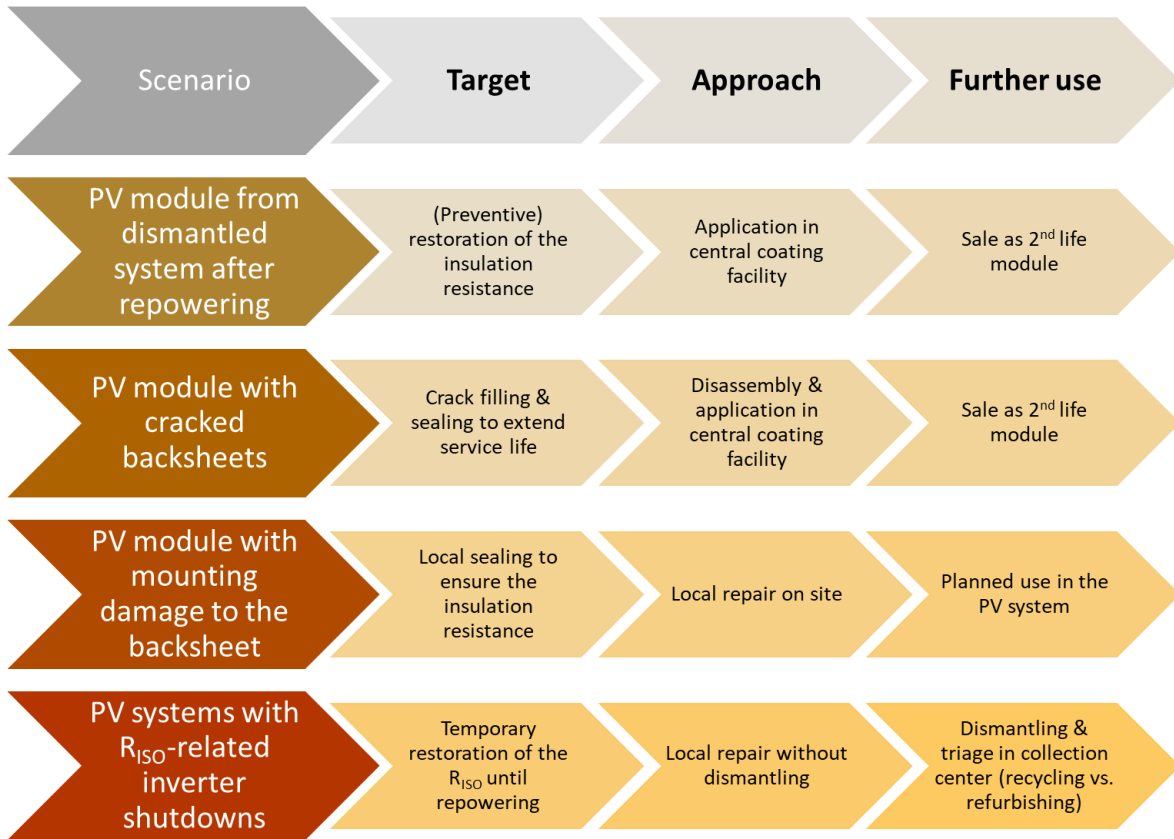 Scenario
Target
Approach
Further use
PV module from
dismantled
system after
repowering
(Preventive)
restoration of the
insulation
resistance
Application in
central coating
facility
Sale as 2nd life
module
PV module with
cracked
backsheets
Crack filling &
sealing to extend
service life
Disassembly &
application in
central coating
facility
Sale as 2nd life
module
PV module with
mounting
damage to the
backsheet
Local sealing to
ensure the
insulation
resistance
Local repair on site
Planned use in the
PV system
PV systems with
RISO-related
inverter
shutdowns
Temporary
restoration of the
RISO until
repowering
Local repair without
dismantling
Dismantling &
triage in collection
center (recycling vs.
refurbishing)